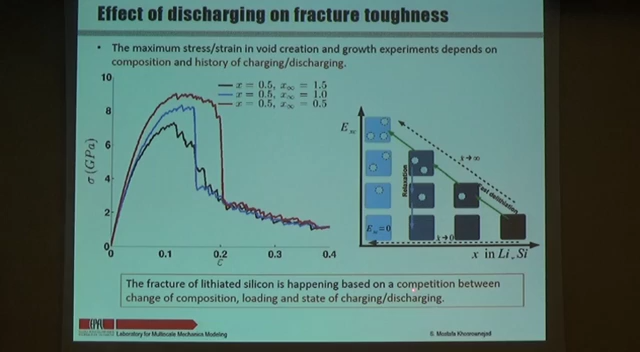 Effect of discharging on fracture toughness
• The maximum stress/strain in void creation and growth experiments depends on
composition and history of charging/discharging.
x = 0.5, x∞ = 1.5
x = 0.5, x∞ = 1.0
x = 0.5, x∞ = 0.5
10
8
6
4
2
0
σ (GPa)
0
0.1
0.2
0.3
0.4
ε
E∞
x→∞
Relaxation
Fast delithiation
E∞=0
x→0
x in LiₓSi
The fracture of lithiated silicon is happening based on a competition between
change of composition, loading and state of charging/discharging.
EPFL
Laboratory for Multiscale Mechanics Modeling